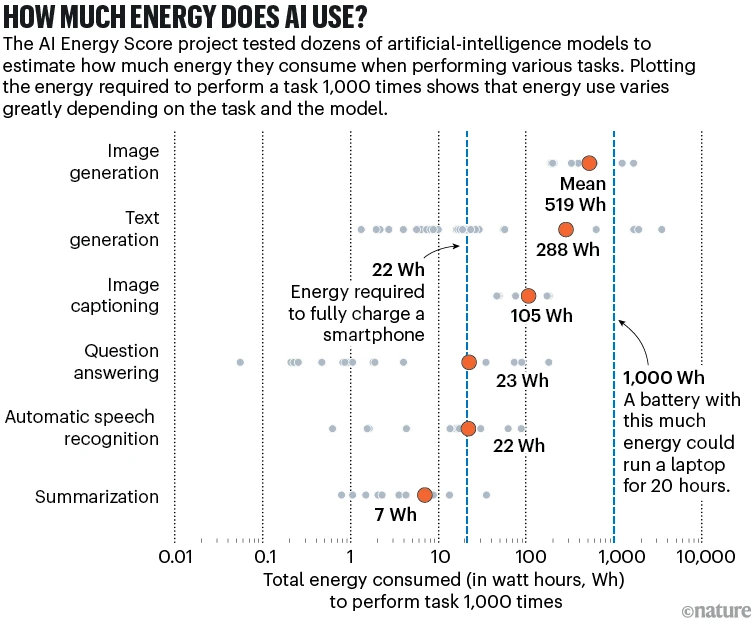 HOW MUCH ENERGY DOES AI USE?
The AI Energy Score project tested dozens of artificial-intelligence models to
estimate how much energy they consume when performing various tasks. Plotting
the energy required to perform a task 1,000 times shows that energy use varies
greatly depending on the task and the model.
Image
generation
Mean
519 Wh
Text
generation
288 Wh
22 Wh
Energy required
to fully charge a
smartphone
Image
captioning
105 Wh
Question
answering
23 Wh
1,000 Wh
A battery with
this much
energy could
run a laptop
for 20 hours.
Automatic speech
recognition
22 Wh
Summarization
7 Wh
0.01 0.1 1 10 100 1,000 10,000
Total energy consumed (in watt hours, Wh)
to perform task 1,000 times
©nature